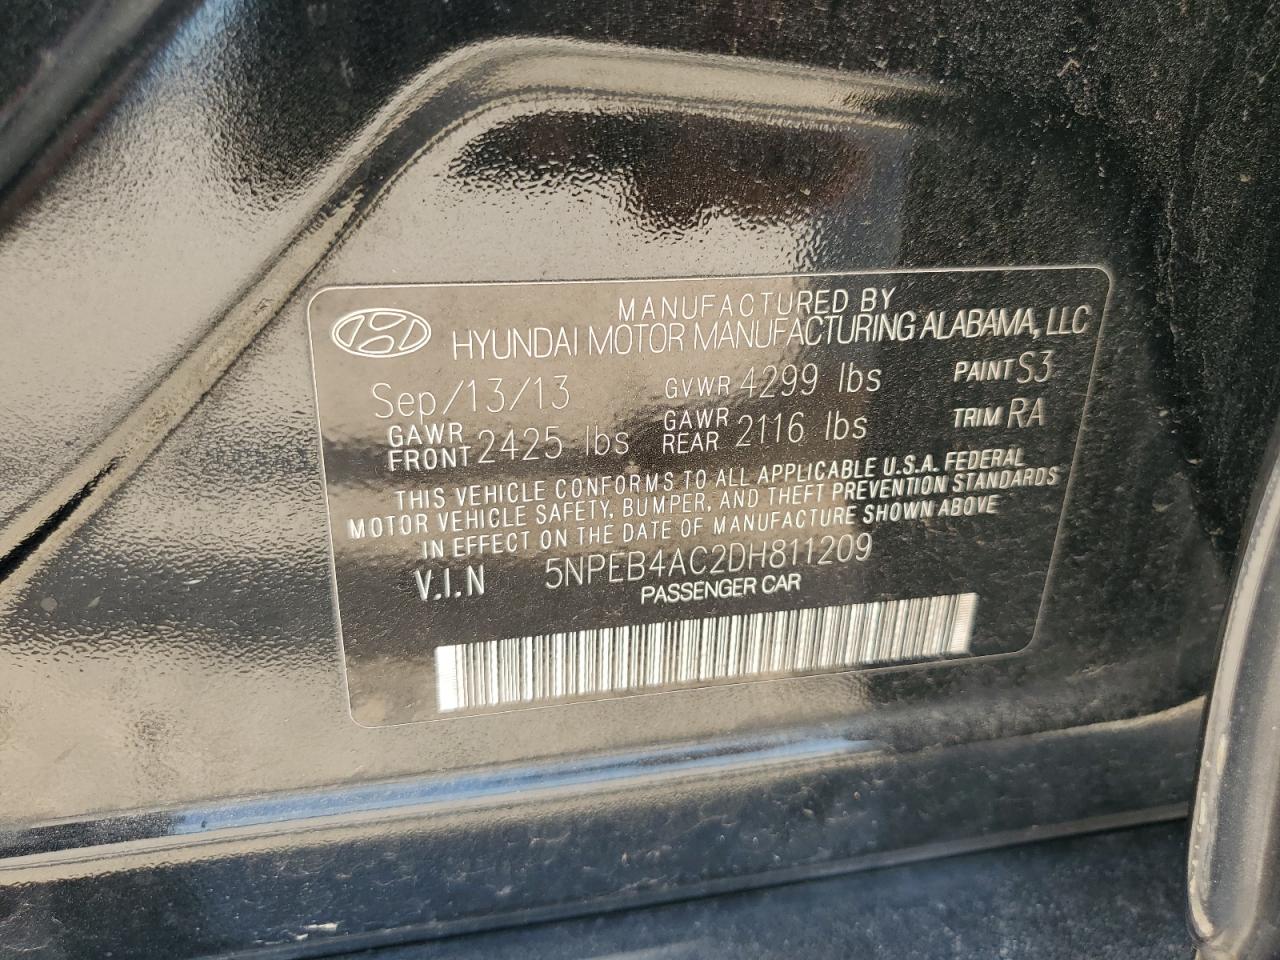 MANUFACTURED BY
HYUNDAI MOTOR MANUFACTURING ALABAMA, LLC
Sep/13/13 GVWR 4299 lbs PAINT S3
GAWR FRONT 2425 lbs GAWR REAR 2116 lbs TRIM RA
THIS VEHICLE CONFORMS TO ALL APPLICABLE U.S.A. FEDERAL
MOTOR VEHICLE SAFETY, BUMPER, AND THEFT PREVENTION STANDARDS
IN EFFECT ON THE DATE OF MANUFACTURE SHOWN ABOVE
V.I.N 5NPEB4AC2DH811209
PASSENGER CAR